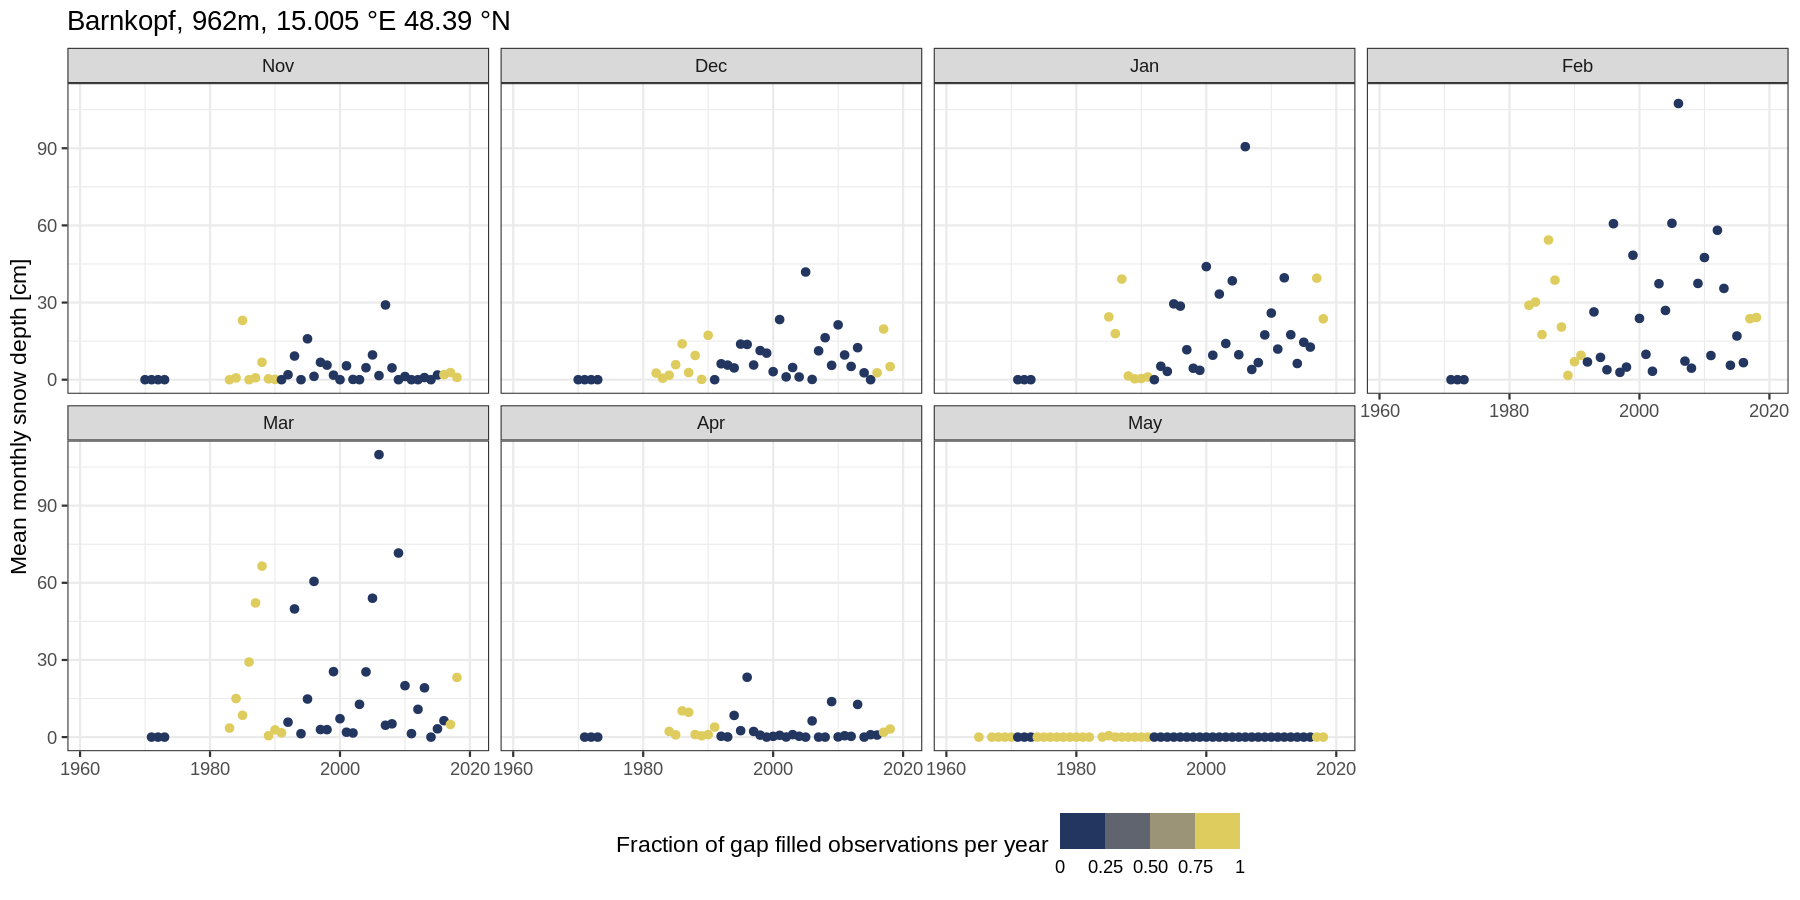 Barnkopf, 962m, 15.005 °E 48.39 °N
Nov Dec Jan Feb
Mean monthly snow depth [cm]
90
60
30
0
1960 1980 2000 2020
Mar Apr May
90
60
30
0
1960 1980 2000 2020 1960 1980 2000 2020 1960 1980 2000 2020
Fraction of gap filled observations per year
0 0.25 0.50 0.75 1